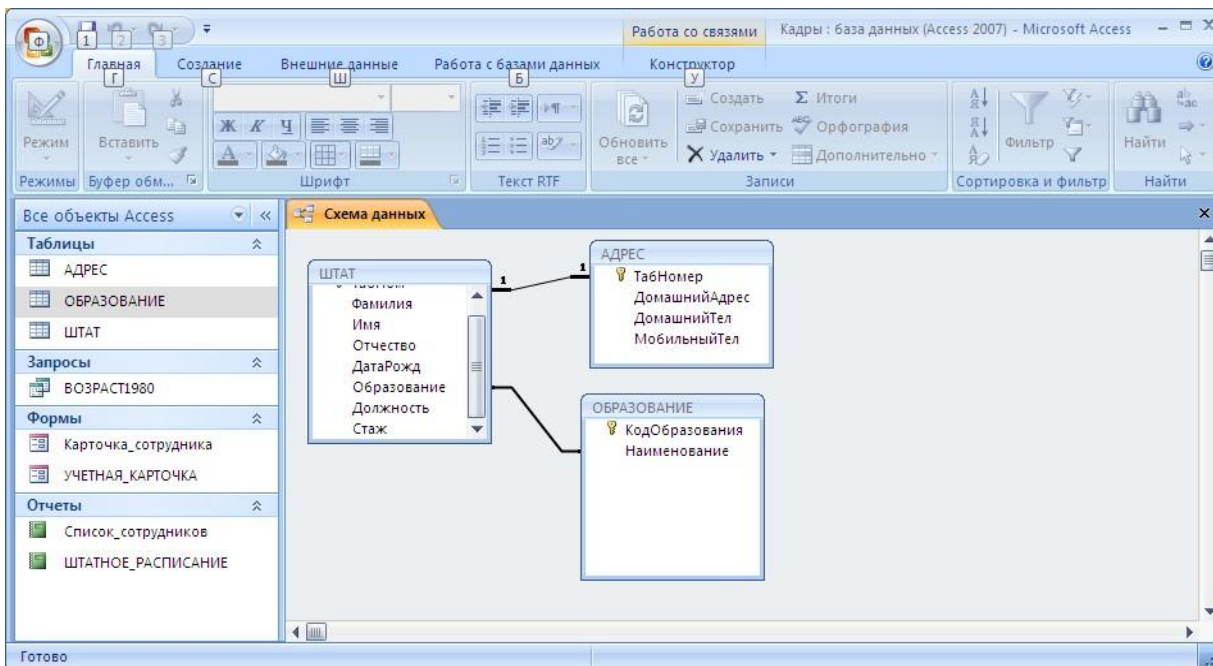 Работа со связями Кадры : база данных (Access 2007) - Microsoft Access
Ф 1 2 3
Главная Создание Внешние данные Работа с базами данных Конструктор
Г С Ш Б У
Режим
Вставить
Ж К Ч
Обновить все
Создать
Сохранить
Удалить
Σ Итоги
Орфография
Дополнительно
Фильтр
Найти
Режимы Буфер обм... Шрифт Текст RTF Записи Сортировка и фильтр Найти
Все объекты Access
Таблицы
АДРЕС
ОБРАЗОВАНИЕ
ШТАТ
Запросы
ВОЗРАСТ1980
Формы
Карточка_сотрудника
УЧЕТНАЯ_КАРТОЧКА
Отчеты
Список_сотрудников
ШТАТНОЕ_РАСПИСАНИЕ
Схема данных
ШТАТ
Фамилия
Имя
Отчество
ДатаРожд
Образование
Должность
Стаж
1 1
АДРЕС
ТабНомер
ДомашнийАдрес
ДомашнийТел
МобильныйТел
ОБРАЗОВАНИЕ
КодОбразования
Наименование
Готово